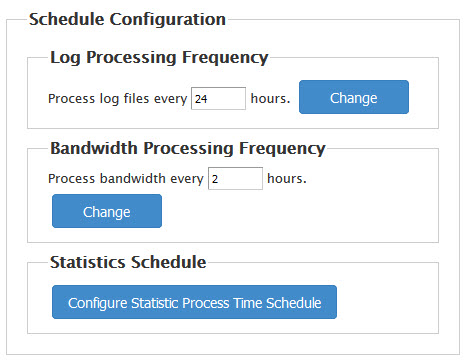 Schedule Configuration
Log Processing Frequency
Process log files every 24 hours. Change
Bandwidth Processing Frequency
Process bandwidth every 2 hours.
Change
Statistics Schedule
Configure Statistic Process Time Schedule